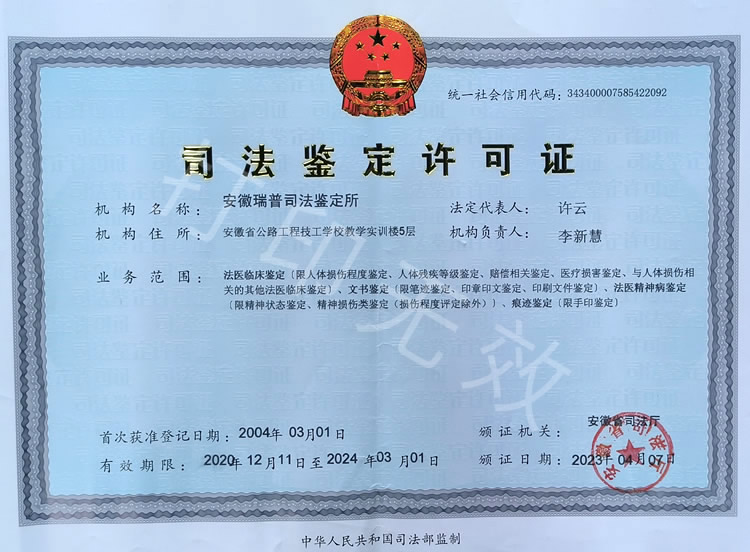 统一社会信用代码：343400007585422092
司法鉴定许可证
机构名称：安徽瑞普司法鉴定所 法定代表人：许云
机构住所：安徽省公路工程技工学校教学实训楼5层 机构负责人：李新慧
业务范围：法医临床鉴定〔限人体损伤程度鉴定、人体残疾等级鉴定、赔偿相关鉴定、医疗损害鉴定、与人体损伤相
关的其他法医临床鉴定〕、文书鉴定〔限笔迹鉴定、印章印文鉴定、印刷文件鉴定〕、法医精神病鉴定
〔限精神状态鉴定、精神损伤类鉴定（损伤程度评定除外）〕、痕迹鉴定〔限手印鉴定〕
打印无效
首次获准登记日期：2004年 03月01日 颁证机关：安徽省司法厅
有效期限：2020年12月11日至2024年03月01日 颁证日期：2023年04月07日
安徽省司法厅
中华人民共和国司法部监制